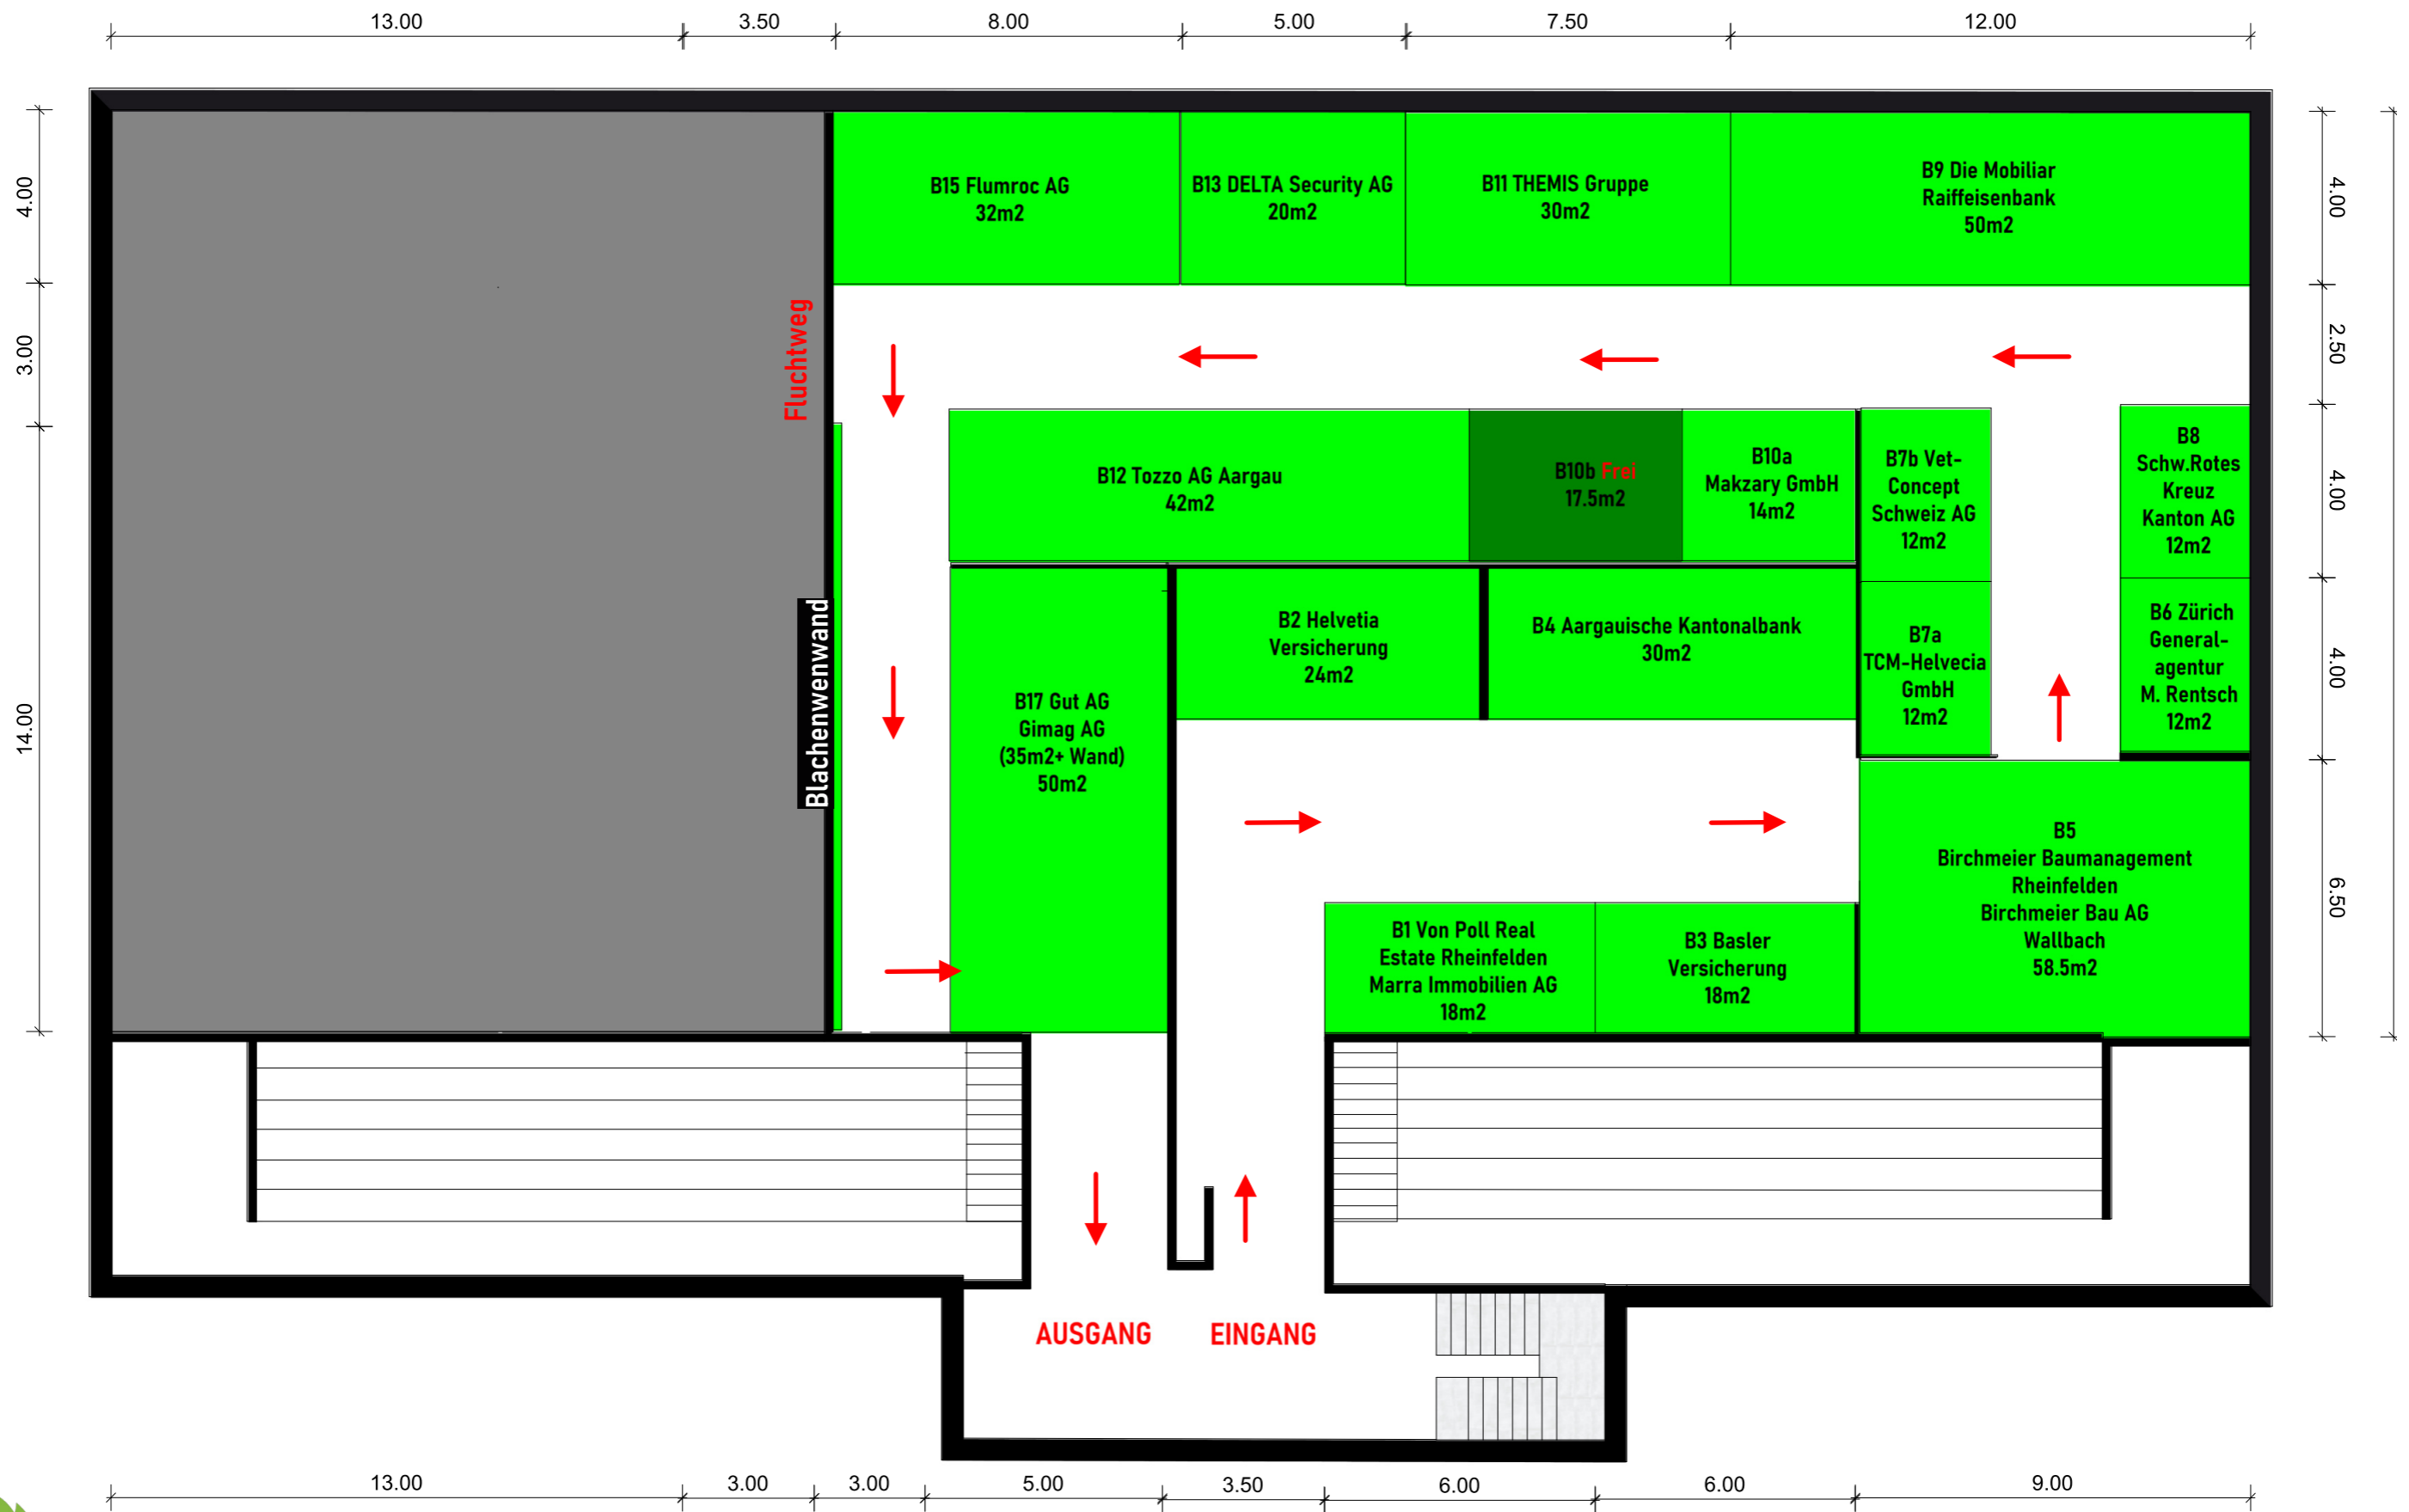 13.00
3.50
8.00
5.00
7.50
12.00
4.00
3.00
14.00
4.00
2.50
4.00
4.00
6.50
B15 Flumroc AG
32m2
B13 DELTA Security AG
20m2
B11 THEMIS Gruppe
30m2
B9 Die Mobiliar
Raiffeisenbank
50m2
Fluchtweg
B12 Tozzo AG Aargau
42m2
B10b Frei
17.5m2
B10a
Makzary GmbH
14m2
B7b Vet-
Concept
Schweiz AG
12m2
B8
Schw.Rotes
Kreuz
Kanton AG
12m2
Blachenwenwand
B17 Gut AG
Gimag AG
(35m2+ Wand)
50m2
B2 Helvetia
Versicherung
24m2
B4 Aargauische Kantonalbank
30m2
B7a
TCM-Helvecia
GmbH
12m2
B6 Zürich
General-
agentur
M. Rentsch
12m2
B1 Von Poll Real
Estate Rheinfelden
Marra Immobilien AG
18m2
B3 Basler
Versicherung
18m2
B5
Birchmeier Baumanagement
Rheinfelden
Birchmeier Bau AG
Wallbach
58.5m2
AUSGANG
EINGANG
13.00
3.00
3.00
5.00
3.50
6.00
6.00
9.00